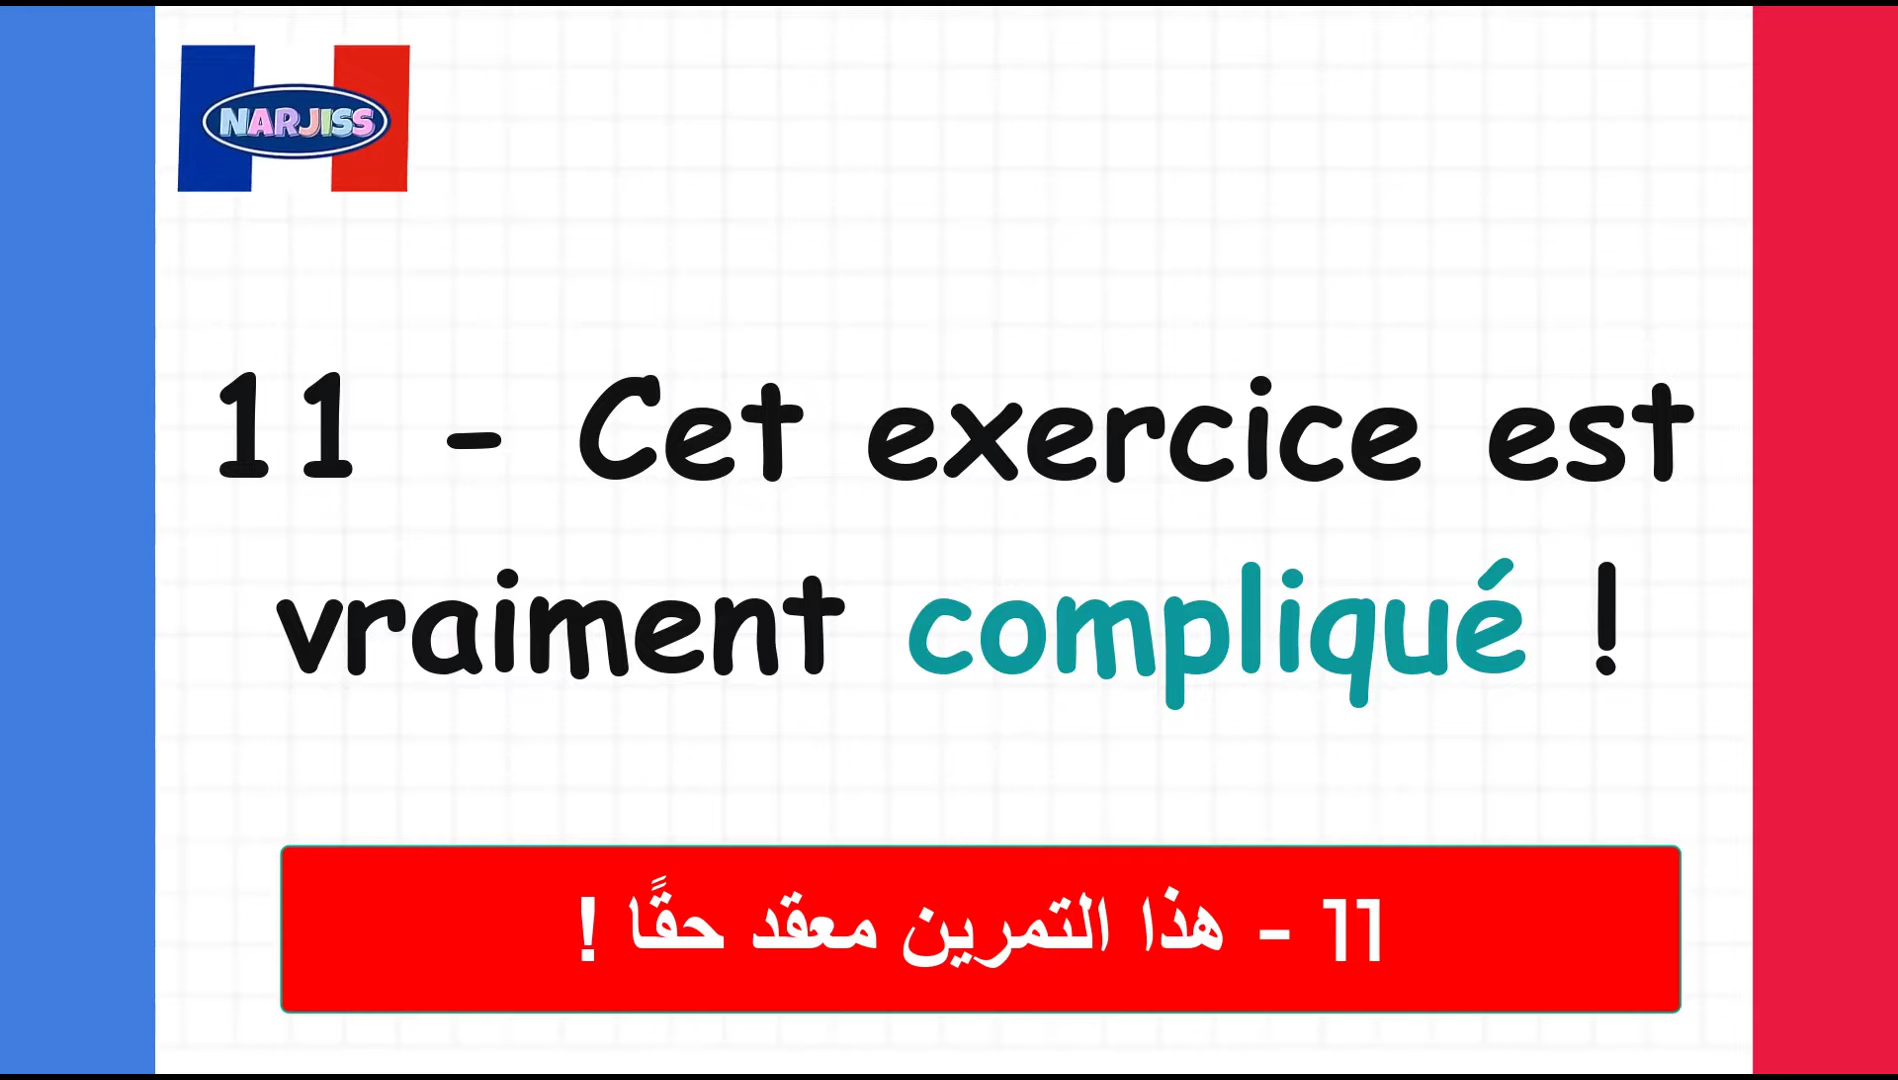 NARJISS
11 - Cet exercice est
vraiment compliqué !
11 - هذا التمرين معقد حقًا !